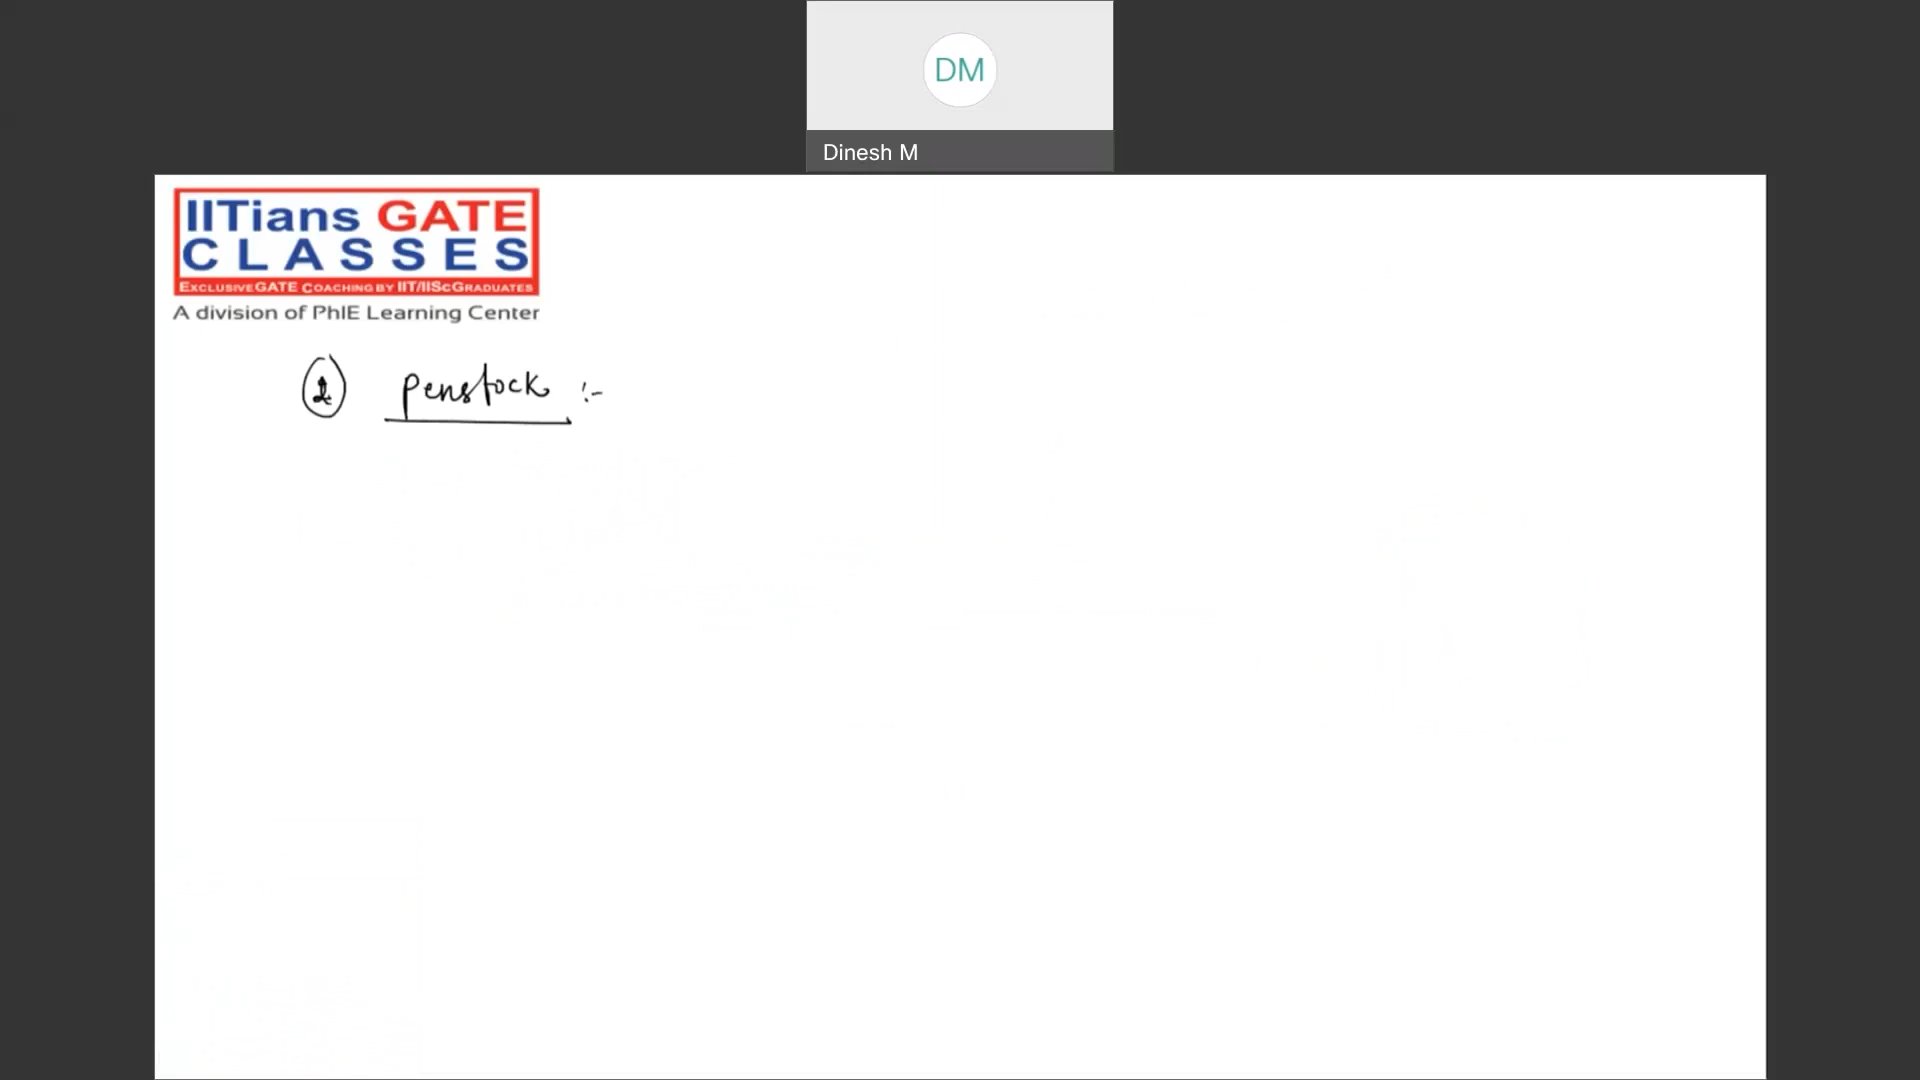 DM
Dinesh M
IITians GATE
CLASSES
EXCLUSIVE GATE COACHING BY IIT/IISc GRADUATES
A division of PhIE Learning Center
② Penstock :-